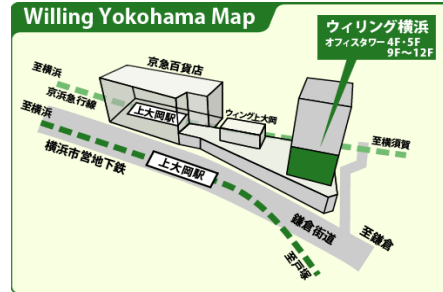 Willing Yokohama Map
ウィリング横浜
オフィスタワー 4F・5F
9F～12F
京急百貨店
至横浜
京浜急行線
上大岡駅
ウィング上大岡
至横須賀
至横浜
横浜市営地下鉄
上大岡駅
鎌倉街道
至鎌倉
至戸塚